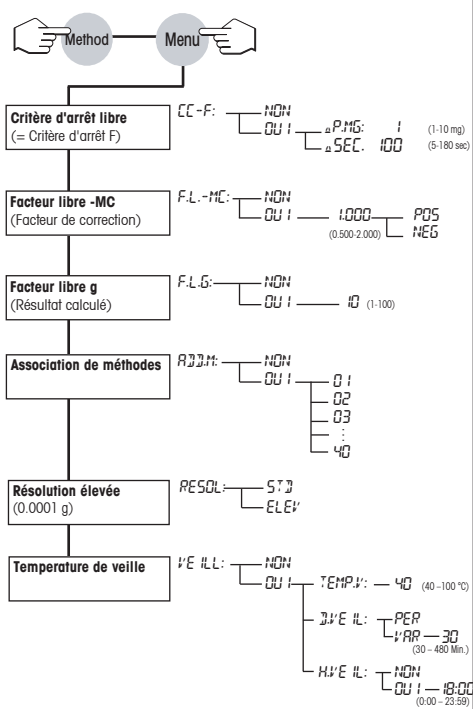 Method Menu
Critère d'arrêt libre
(= Critère d'arrêt F)
CC-F: NON
OUI ΔP.MG: 1 (1-10 mg)
ΔSEC. 100 (5-180 sec)
Facteur libre -MC
(Facteur de correction)
F.L.-MC: NON
OUI 1.000 POS
(0.500-2.000) NEG
Facteur libre g
(Résultat calculé)
F.L.G: NON
OUI 10 (1-100)
Association de méthodes
ADD.M: NON
OUI 01
02
03
:
40
Résolution élevée
(0.0001 g)
RESOL: STD
ELEV
Temperature de veille
VEILL: NON
OUI TEMP.V: 40 (40 –100 °C)
D.VEIL: PER
VAR 30
(30 – 480 Min.)
H.VEIL: NON
OUI 18:00
(0:00 – 23:59)